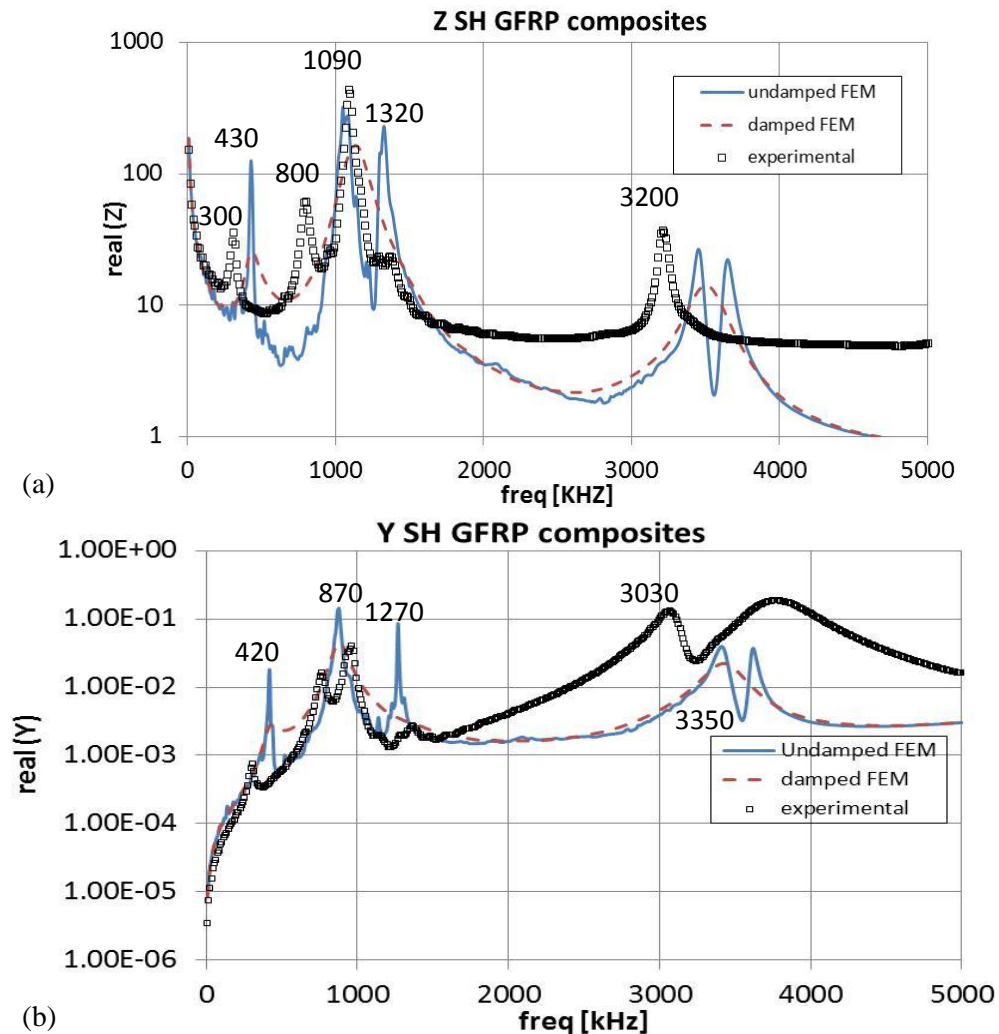 Z SH GFRP composites
1000
100
10
1
real (Z)
300
430
800
1090
1320
3200
undamped FEM
damped FEM
experimental
0
1000
2000
3000
4000
5000
freq [KHZ]
(a)
Y SH GFRP composites
1.00E+00
1.00E-01
1.00E-02
1.00E-03
1.00E-04
1.00E-05
1.00E-06
real (Y)
420
870
1270
3030
3350
Undamped FEM
damped FEM
experimental
0
1000
2000
3000
4000
5000
freq [kHz]
(b)